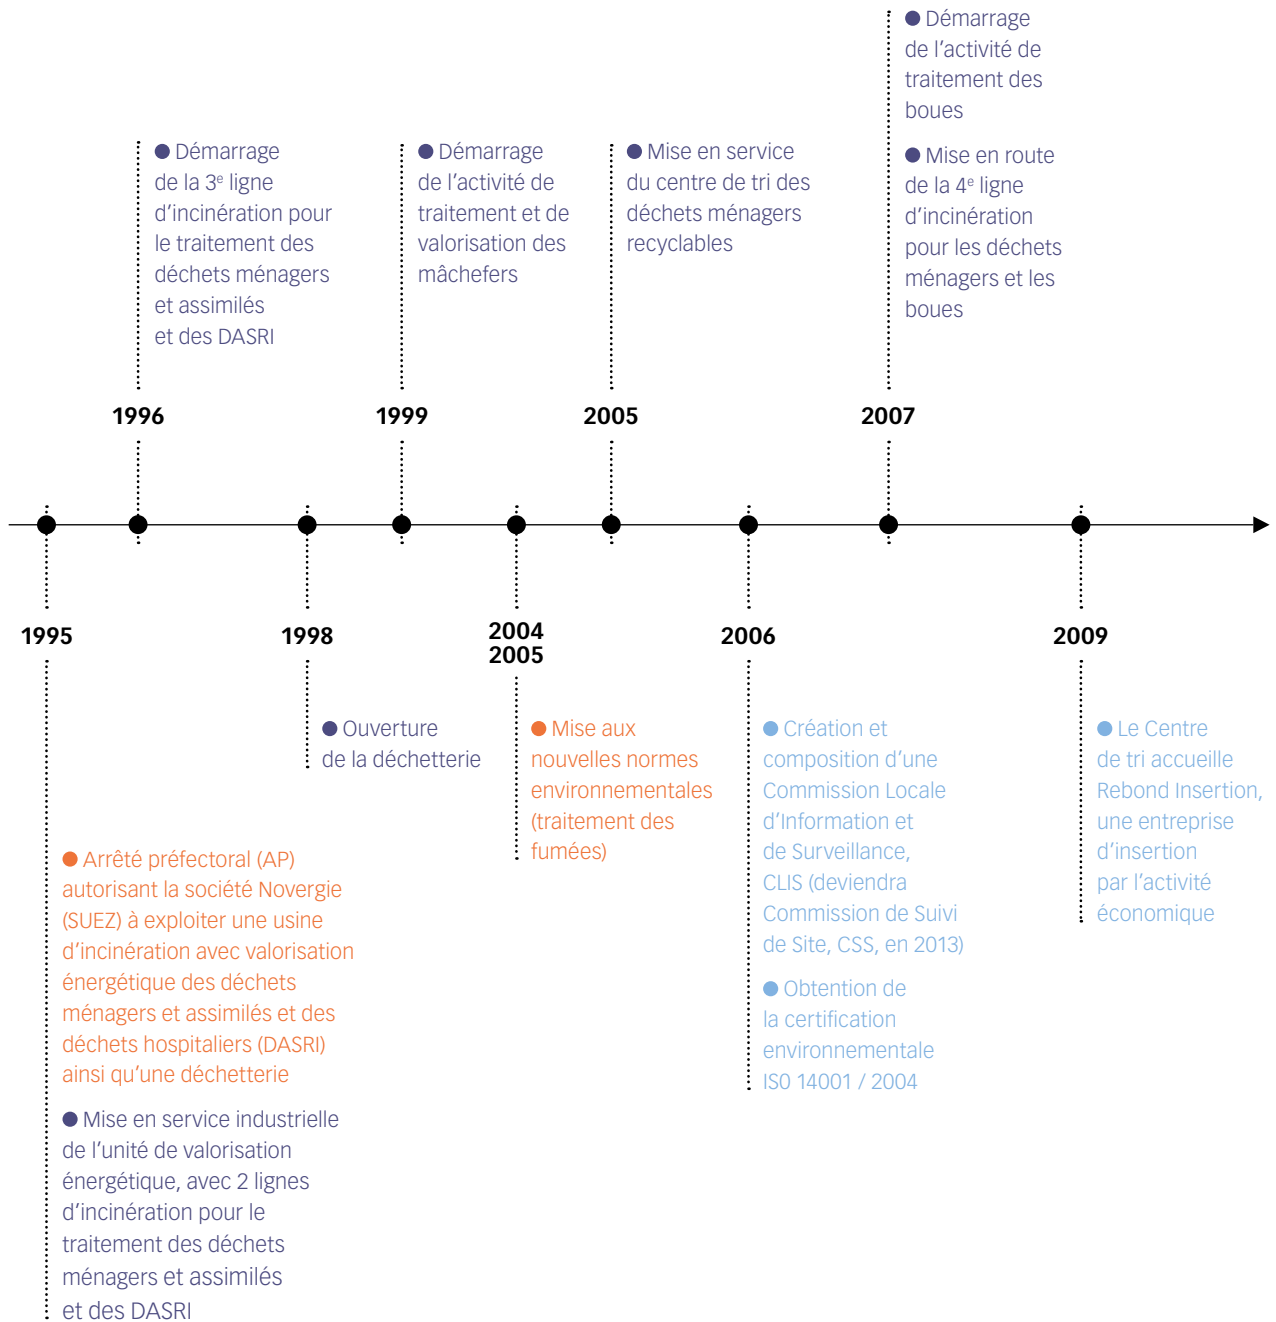 ● Démarrage
de l'activité de
traitement des
boues
● Mise en route
de la 4e ligne
d'incinération
pour les déchets
ménagers et les
boues
● Démarrage
de la 3e ligne
d'incinération pour
le traitement des
déchets ménagers
et assimilés
et des DASRI
● Démarrage
de l'activité de
traitement et de
valorisation des
mâchefers
● Mise en service
du centre de tri des
déchets ménagers
recyclables
1996
1999
2005
2007
1995
1998
2004
2005
2006
2009
● Arrêté préfectoral (AP)
autorisant la société Novergie
(SUEZ) à exploiter une usine
d'incinération avec valorisation
énergétique des déchets
ménagers et assimilés et des
déchets hospitaliers (DASRI)
ainsi qu'une déchetterie
● Mise en service industrielle
de l'unité de valorisation
énergétique, avec 2 lignes
d'incinération pour le
traitement des déchets
ménagers et assimilés
et des DASRI
● Ouverture
de la déchetterie
● Mise aux
nouvelles normes
environnementales
(traitement des
fumées)
● Création et
composition d'une
Commission Locale
d'Information et
de Surveillance,
CLIS (deviendra
Commission de Suivi
de Site, CSS, en 2013)
● Obtention de
la certification
environnementale
IS0 14001 / 2004
● Le Centre
de tri accueille
Rebond Insertion,
une entreprise
d'insertion
par l'activité
économique